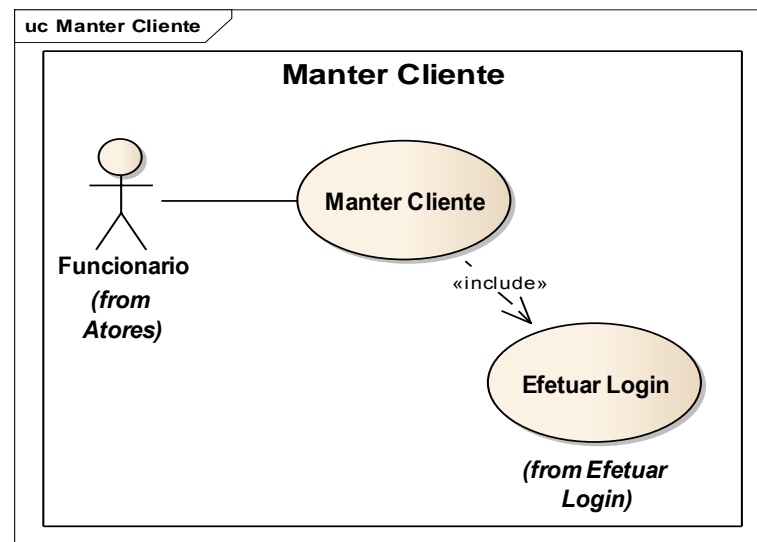 uc Manter Cliente
Manter Cliente
Manter Cliente
Funcionario
(from
Atores)
«include»
Efetuar Login
(from Efetuar
Login)